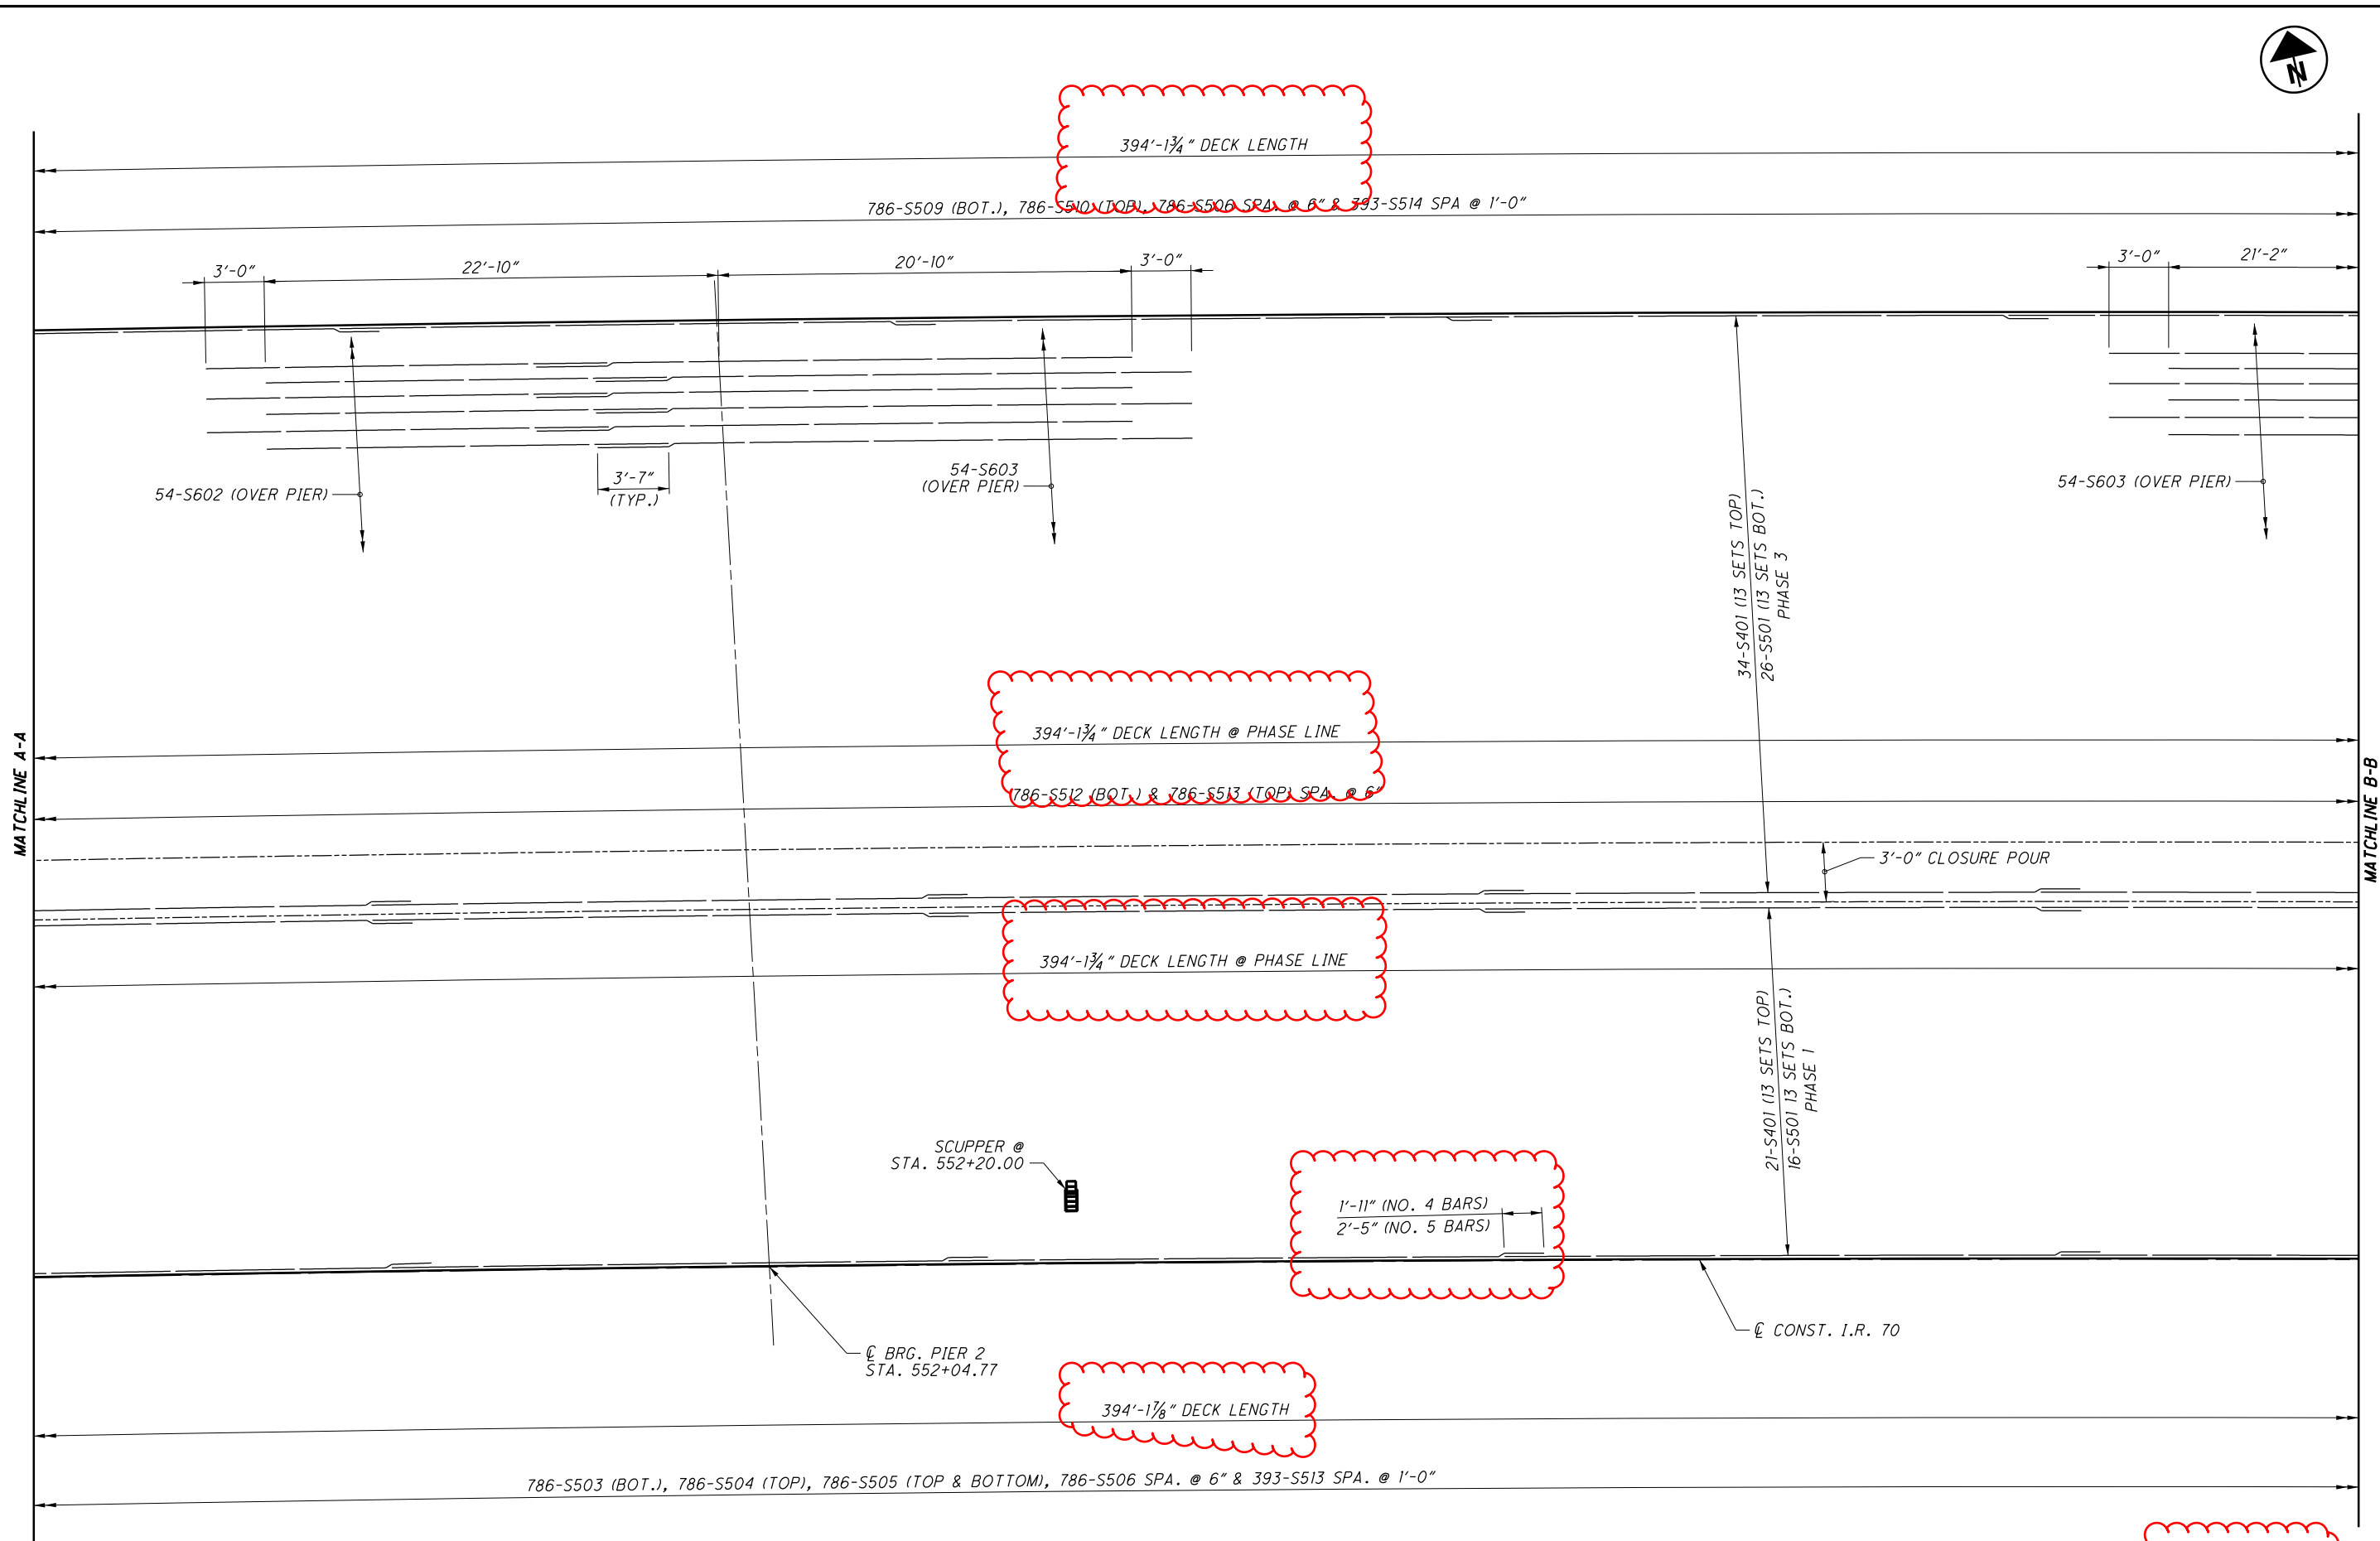 N
394'-1¾" DECK LENGTH
786-S509 (BOT.), 786-S510 (TOP), 786-S506 SPA. @ 6" & 393-S514 SPA @ 1'-0"
3'-0"
22'-10"
20'-10"
3'-0"
3'-0"
21'-2"
54-S602 (OVER PIER)
3'-7"
(TYP.)
54-S603
(OVER PIER)
54-S603 (OVER PIER)
34-S401 (13 SETS TOP)
26-S501 (13 SETS BOT.)
PHASE 3
MATCHLINE A-A
394'-1¾" DECK LENGTH @ PHASE LINE
786-S512 (BOT.) & 786-S513 (TOP) SPA. @ 6"
MATCHLINE B-B
3'-0" CLOSURE POUR
394'-1¾" DECK LENGTH @ PHASE LINE
21-S401 (13 SETS TOP)
16-S501 13 SETS BOT.)
PHASE 1
SCUPPER @
STA. 552+20.00
1'-11" (NO. 4 BARS)
2'-5" (NO. 5 BARS)
℄ CONST. I.R. 70
℄ BRG. PIER 2
STA. 552+04.77
394'-1⅞" DECK LENGTH
786-S503 (BOT.), 786-S504 (TOP), 786-S505 (TOP & BOTTOM), 786-S506 SPA. @ 6" & 393-S513 SPA. @ 1'-0"